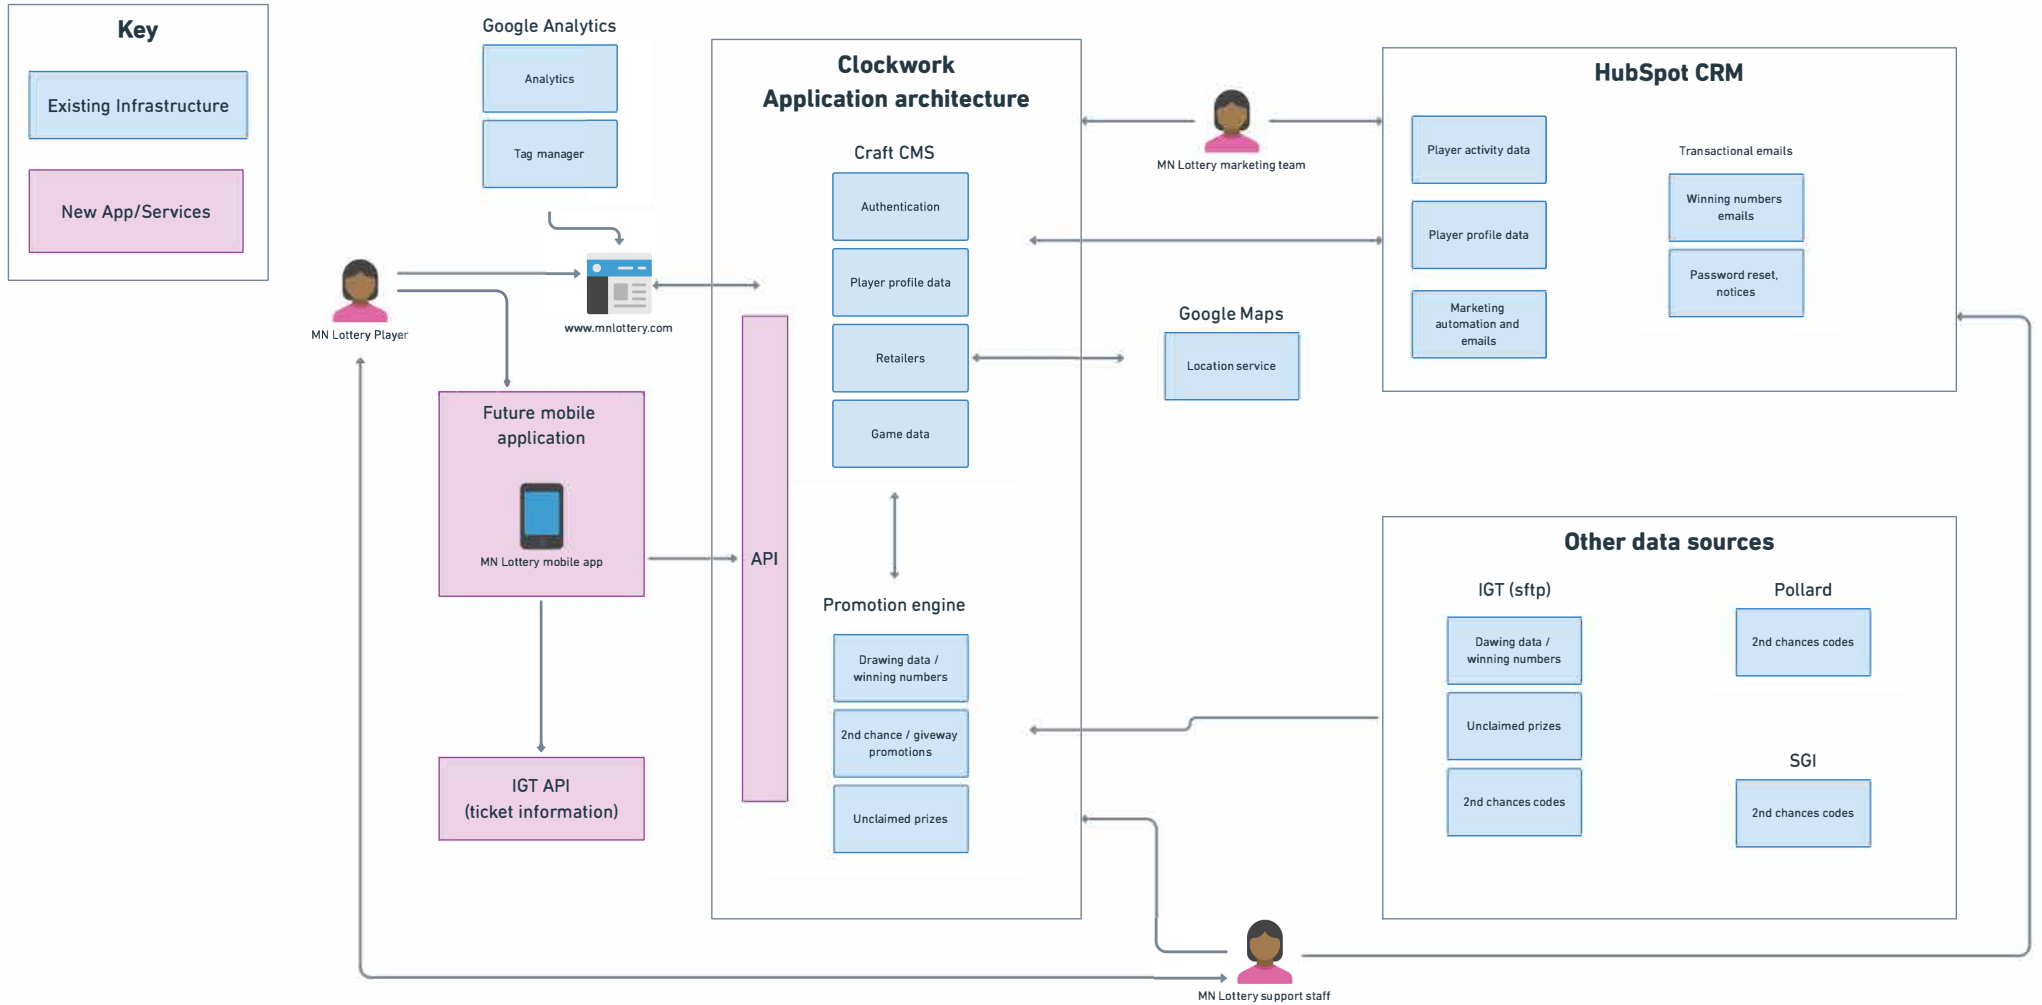 Key
Existing Infrastructure
New App/Services
Google Analytics
Analytics
Tag manager
MN Lottery Player
www.mnlottery.com
Future mobile
application
MN Lottery mobile app
IGT API
(ticket information)
Clockwork
Application architecture
Craft CMS
Authentication
Player profile data
Retailers
Game data
API
Promotion engine
Drawing data /
winning numbers
2nd chance / giveway
promotions
Unclaimed prizes
MN Lottery marketing team
Google Maps
Location service
HubSpot CRM
Player activity data
Player profile data
Marketing
automation and
emails
Transactional emails
Winning numbers
emails
Password reset,
notices
Other data sources
IGT (sftp)
Dawing data /
winning numbers
Unclaimed prizes
2nd chances codes
Pollard
2nd chances codes
SGI
2nd chances codes
MN Lottery support staff